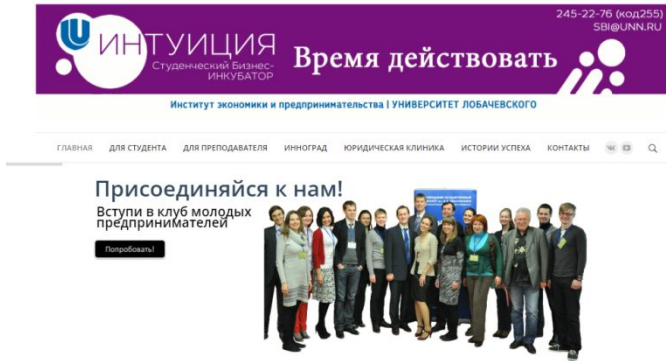 245-22-76 (код255)
SBI@UNN.RU
ИНТУИЦИЯ
Студенческий Бизнес-
ИНКУБАТОР
Время действовать
Институт экономики и предпринимательства | УНИВЕРСИТЕТ ЛОБАЧЕВСКОГО
ГЛАВНАЯ ДЛЯ СТУДЕНТА ДЛЯ ПРЕПОДАВАТЕЛЯ ИННОГРАД ЮРИДИЧЕСКАЯ КЛИНИКА ИСТОРИИ УСПЕХА КОНТАКТЫ
Присоединяйся к нам!
Вступи в клуб молодых
предпринимателей
Попробовать!